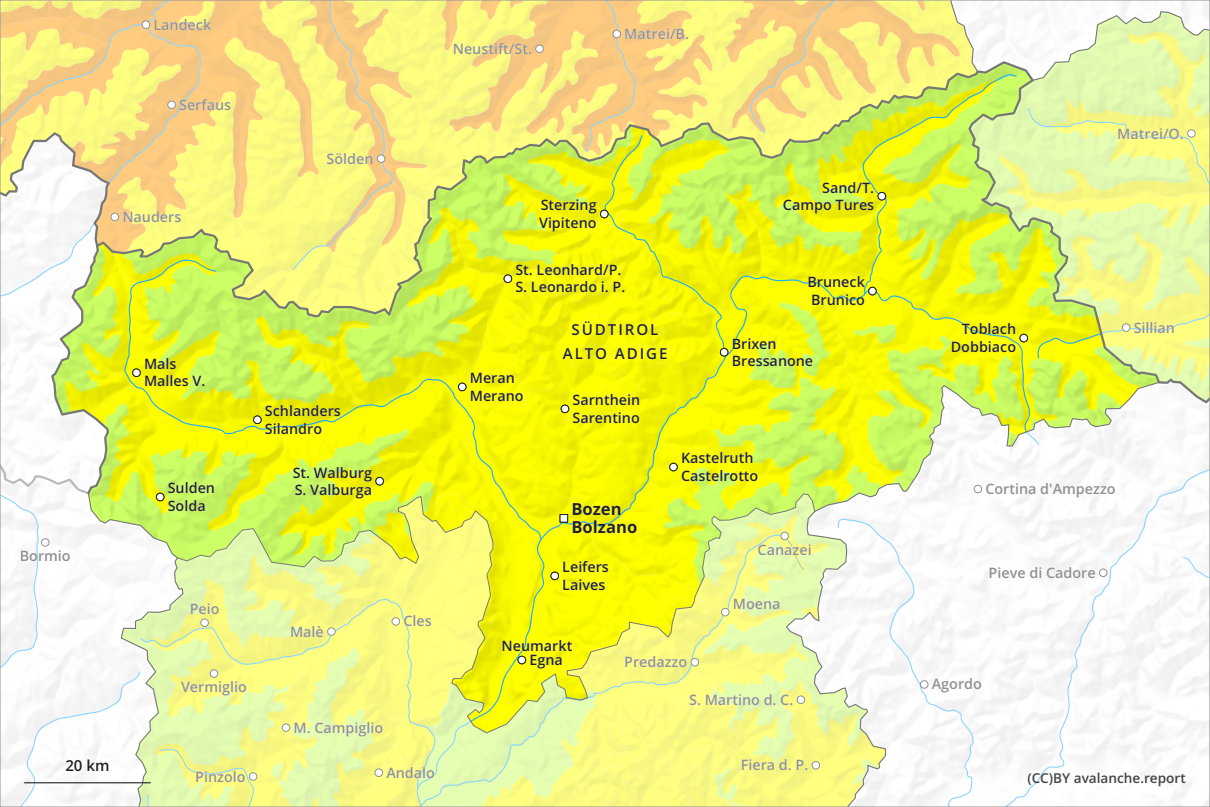 Landeck
Neustift/St.
Matrei/B.
Serfaus
Matrei/O.
Sölden
Sand/T.
Campo Tures
Sterzing
Vipiteno
Nauders
St. Leonhard/P.
S. Leonardo i. P.
Bruneck
Brunico
SÜDTIROL
ALTO ADIGE
Toblach
Dobbiaco
Sillian
Brixen
Bressanone
Mals
Malles V.
Meran
Merano
Sarnthein
Sarentino
Schlanders
Silandro
Kastelruth
Castelrotto
St. Walburg
S. Valburga
Sulden
Solda
Cortina d'Ampezzo
Bozen
Bolzano
Bormio
Canazei
Leifers
Laives
Pieve di Cadore
Peio
Moena
Malè
Cles
Neumarkt
Egna
Predazzo
Vermiglio
Agordo
S. Martino d. C.
M. Campiglio
20 km
Pinzolo
Andalo
Fiera d. P.
(CC)BY avalanche.report